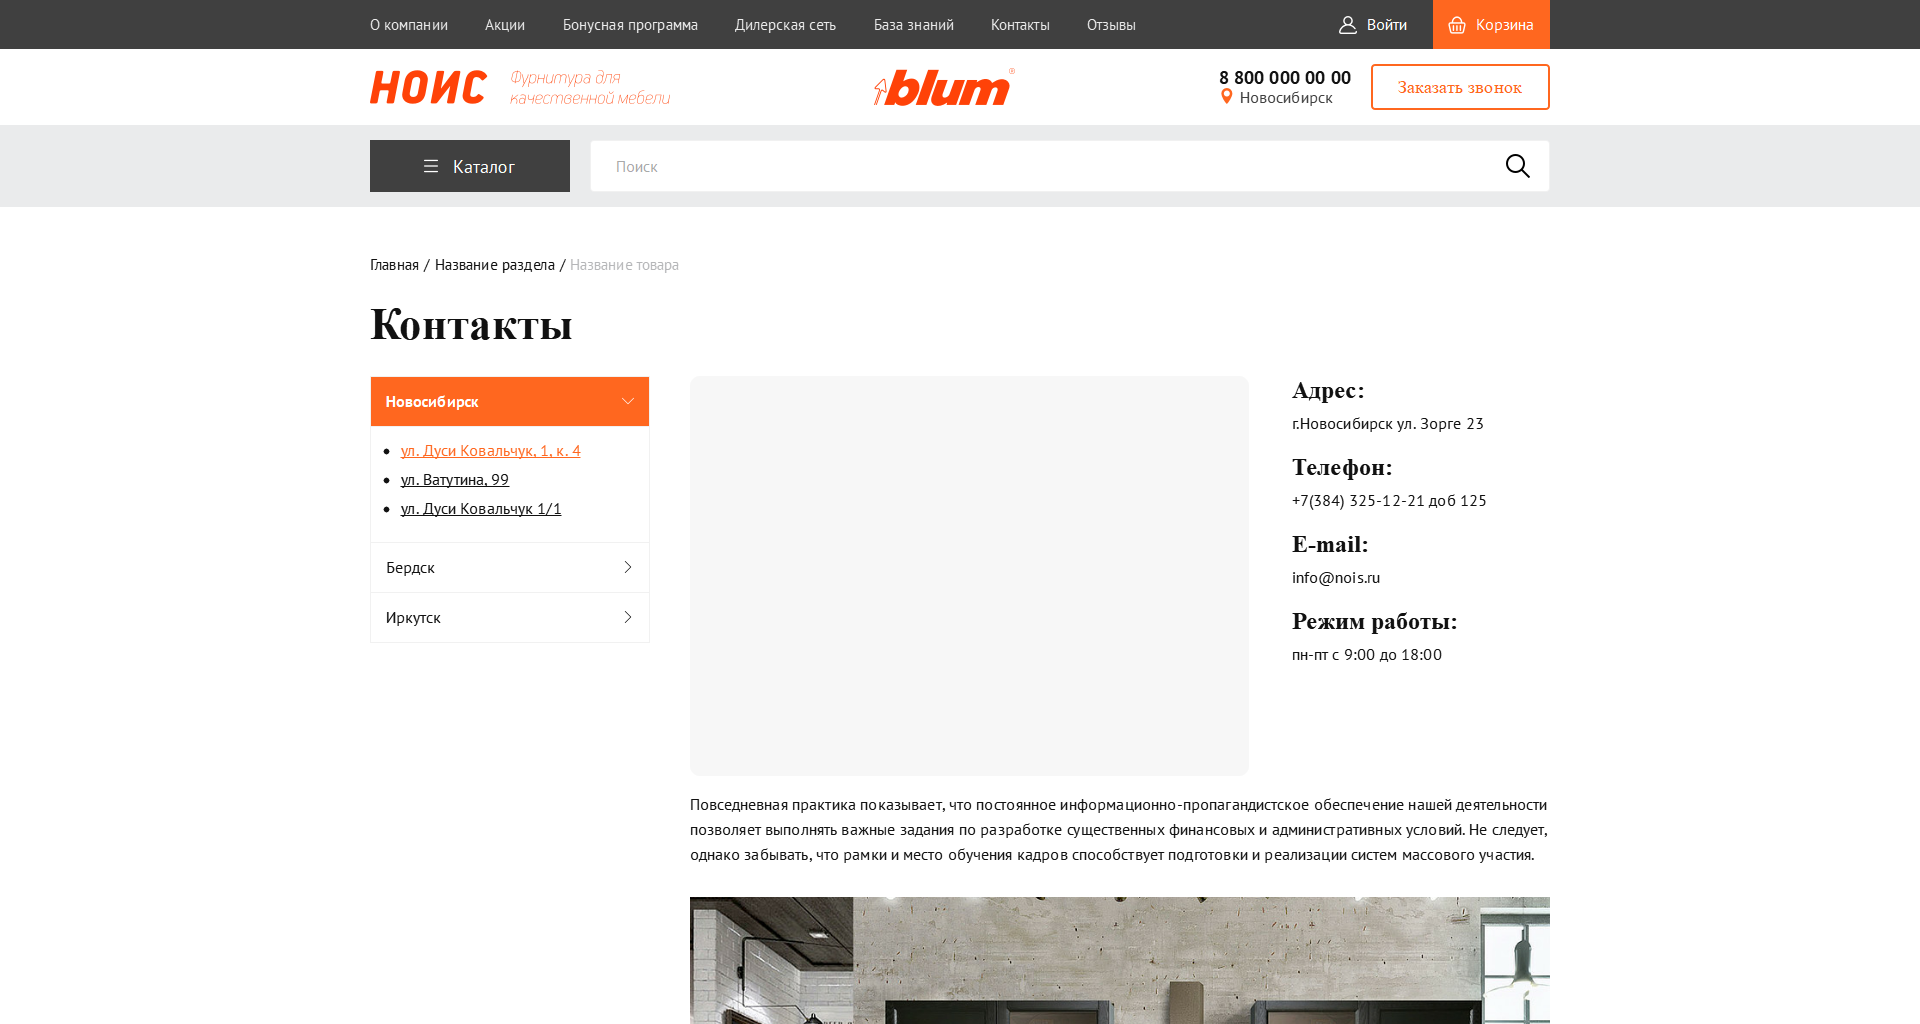 О компании
Акции
Бонусная программа
Дилерская сеть
База знаний
Контакты
Отзывы
Войти
Корзина
НОИС
Фурнитура для
качественной мебели
blum®
8 800 000 00 00
Новосибирск
Заказать звонок
Каталог
Поиск
Главная / Название раздела / Название товара
Контакты
Новосибирск
ул. Дуси Ковальчук, 1, к. 4
ул. Ватутина, 99
ул. Дуси Ковальчук 1/1
Бердск
Иркутск
Адрес:
г.Новосибирск ул. Зорге 23
Телефон:
+7(384) 325-12-21 доб 125
E-mail:
info@nois.ru
Режим работы:
пн-пт с 9:00 до 18:00
Повседневная практика показывает, что постоянное информационно-пропагандистское обеспечение нашей деятельности
позволяет выполнять важные задания по разработке существенных финансовых и административных условий. Не следует,
однако забывать, что рамки и место обучения кадров способствует подготовки и реализации систем массового участия.